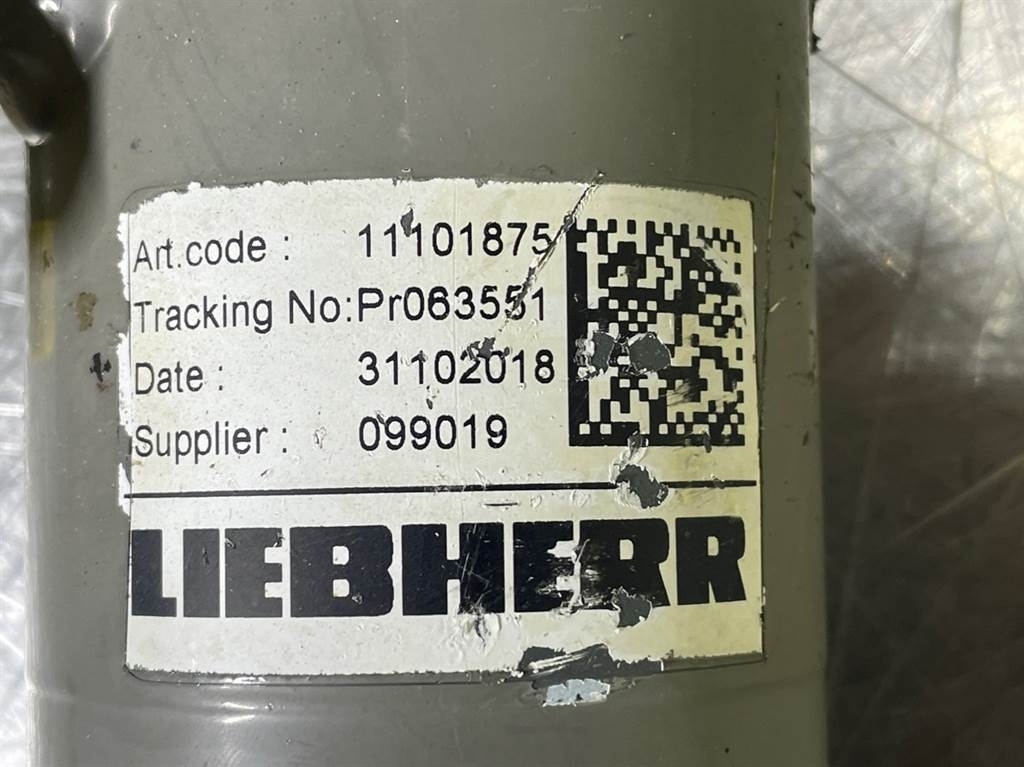 Art.code : 11101875
Tracking No:Pr063551
Date : 31102018
Supplier : 099019
LIEBHERR